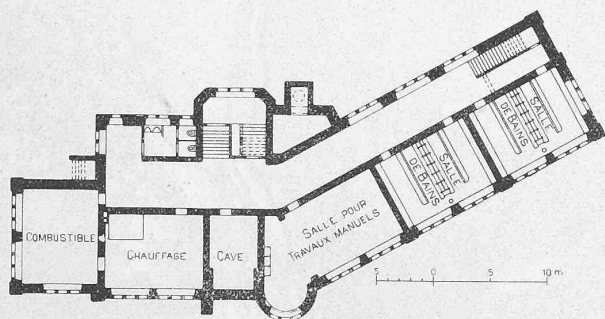 SALLE
DE BAINS
SALLE
DE BAINS
SALLE POUR
TRAVAUX MANUELS
COMBUSTIBLE
CHAUFFAGE
CAVE
5 0 5 10 m